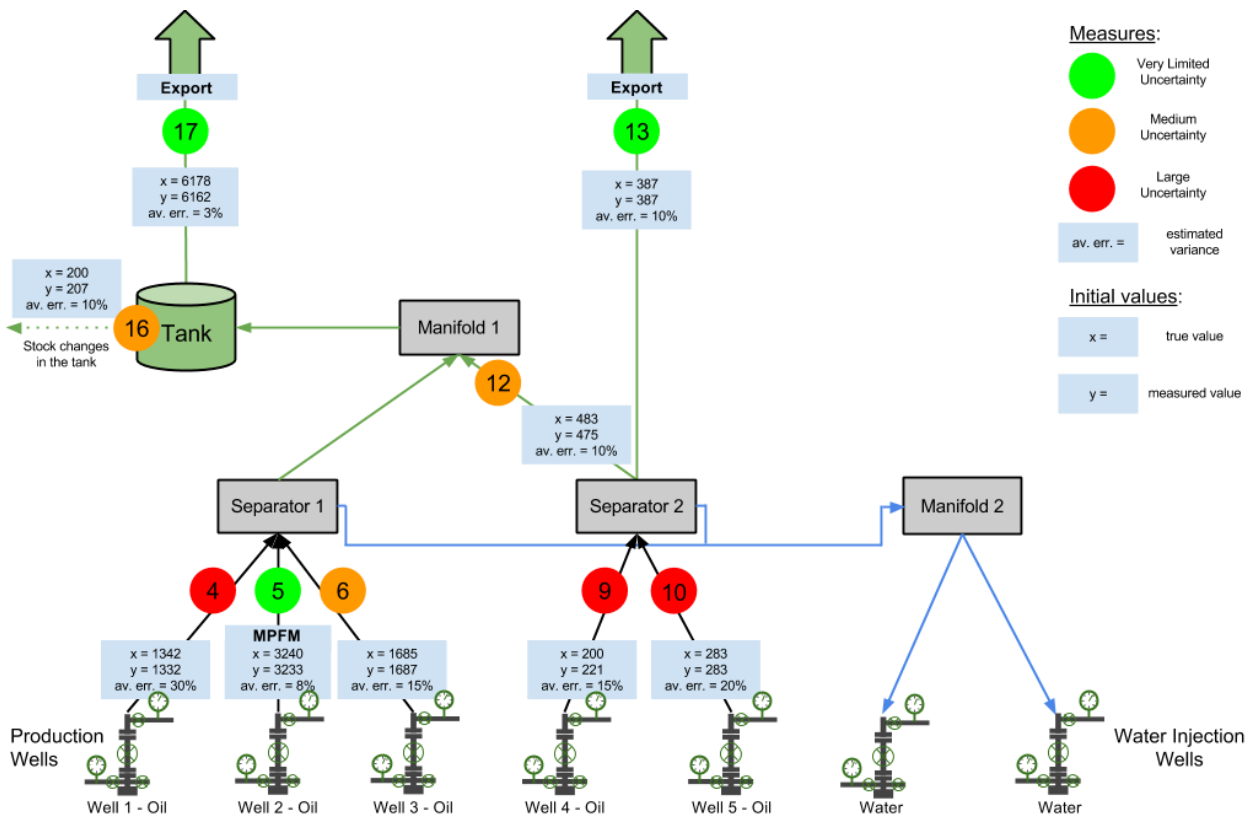 Export
17
x = 6178
y = 6162
av. err. = 3%
Export
13
x = 387
y = 387
av. err. = 10%
Measures:
Very Limited
Uncertainty
Medium
Uncertainty
Large
Uncertainty
av. err. =
estimated
variance
Initial values:
x =
true value
y =
measured value
x = 200
y = 207
av. err. = 10%
16
Tank
Stock changes
in the tank
Manifold 1
12
x = 483
y = 475
av. err. = 10%
Separator 1
Separator 2
Manifold 2
4
5
6
9
10
MPFM
x = 1342
y = 1332
av. err. = 30%
x = 3240
y = 3233
av. err. = 8%
x = 1685
y = 1687
av. err. = 15%
x = 200
y = 221
av. err. = 15%
x = 283
y = 283
av. err. = 20%
Production
Wells
Water Injection
Wells
Well 1 - Oil
Well 2 - Oil
Well 3 - Oil
Well 4 - Oil
Well 5 - Oil
Water
Water